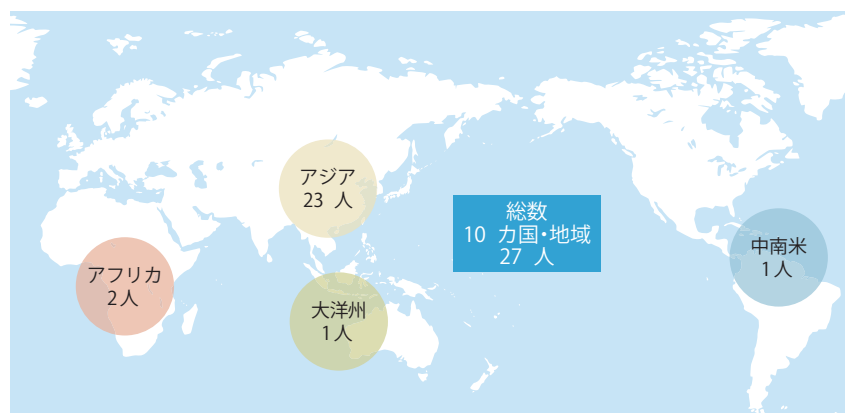 アジア
23 人
総数
10 カ国・地域
27 人
中南米
1人
アフリカ
2人
大洋州
1人